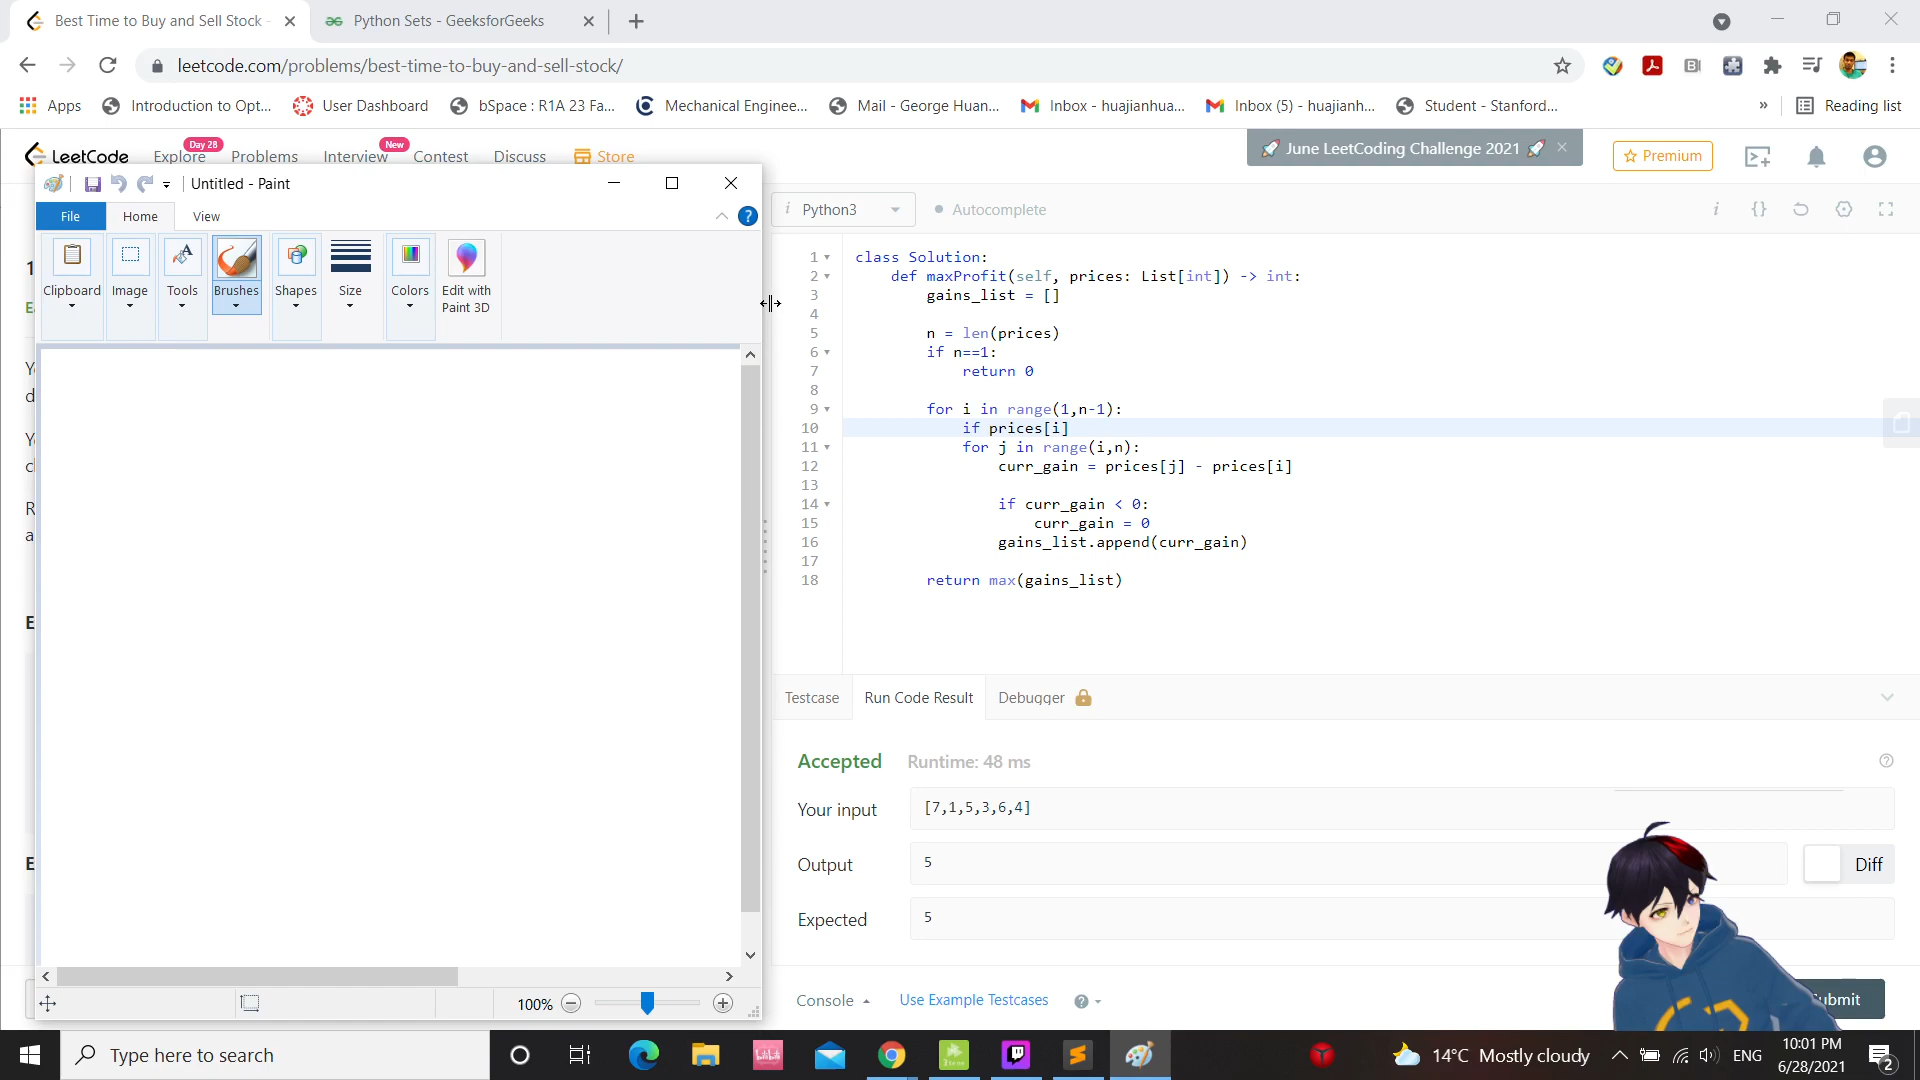 Best Time to Buy and Sell Stock -
Python Sets - GeeksforGeeks
leetcode.com/problems/best-time-to-buy-and-sell-stock/
Apps
Introduction to Opt...
User Dashboard
bSpace : R1A 23 Fa...
Mechanical Enginee...
Mail - George Huan...
Inbox - huajianhua...
Inbox (5) - huajianh...
Student - Stanford...
»
Reading list
LeetCode
Explore
Day 28
Problems
Interview
New
Contest
Discuss
Store
June LeetCoding Challenge 2021
Premium
Untitled - Paint
File
Home
View
Clipboard
Image
Tools
Brushes
Shapes
Size
Colors
Edit with
Paint 3D
100%
i Python3
Autocomplete
1 class Solution:
2 def maxProfit(self, prices: List[int]) -> int:
3 gains_list = []
4
5 n = len(prices)
6 if n==1:
7 return 0
8
9 for i in range(1,n-1):
10 if prices[i]
11 for j in range(i,n):
12 curr_gain = prices[j] - prices[i]
13
14 if curr_gain < 0:
15 curr_gain = 0
16 gains_list.append(curr_gain)
17
18 return max(gains_list)
Testcase
Run Code Result
Debugger
Accepted
Runtime: 48 ms
Your input
[7,1,5,3,6,4]
Output
5
Diff
Expected
5
Console
Use Example Testcases
Type here to search
14°C Mostly cloudy
ENG
10:01 PM
6/28/2021
2